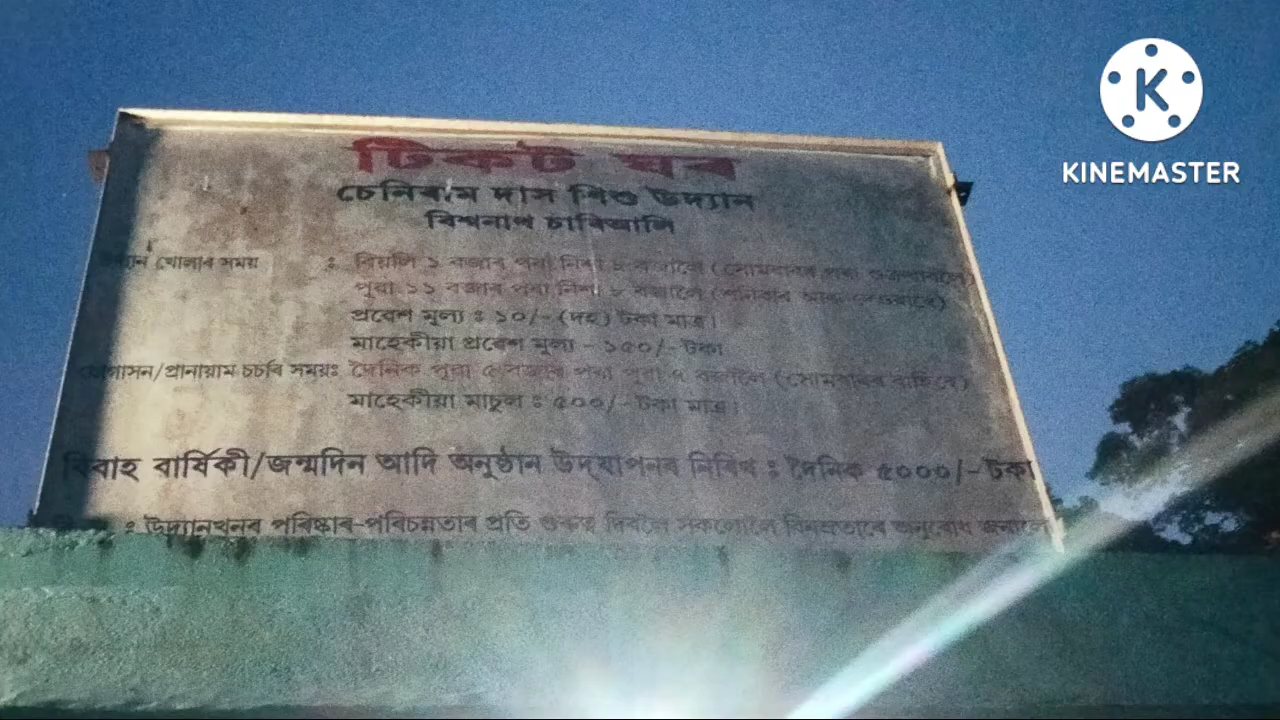 টিকট ঘৰ
চেনিৰাম দাস শিশু উদ্যান
বিশ্বনাথ চাৰিআলি
উদ্যান খোলাৰ সময় : বিয়লি ১ বজাৰ পৰা নিশা ৮ বজালৈ (সোমবাৰৰ পৰা শুক্ৰবাৰলৈ)
পুৱা ১১ বজাৰ পৰা নিশা ৮ বজালৈ (শনিবাৰ আৰু দেওবাৰে)
প্ৰবেশ মূল্য ঃ ১০/- (দহ) টকা মাত্ৰ।
মাহেকীয়া প্ৰবেশ মূল্য - ১৫০/- টকা
যোগাসন/প্ৰানায়াম চৰ্চাৰ সময়ঃ দৈনিক পুৱা ৫ বজাৰ পৰা পুৱা ৭ বজালৈ (সোমবাৰৰ বাহিৰে)
মাহেকীয়া মাচুল ঃ ৫০০/- টকা মাত্ৰ।
বিবাহ বাৰ্ষিকী/জন্মদিন আদি অনুষ্ঠান উদ্‌যাপনৰ নিৰিখ : দৈনিক ৫০০০/- টকা
: উদ্যানখনৰ পৰিষ্কাৰ-পৰিচন্নতাৰ প্ৰতি গুৰুত্ব দিবলৈ সকলোলৈ বিনম্ৰতাৰে অনুৰোধ জনালে
KINEMASTER